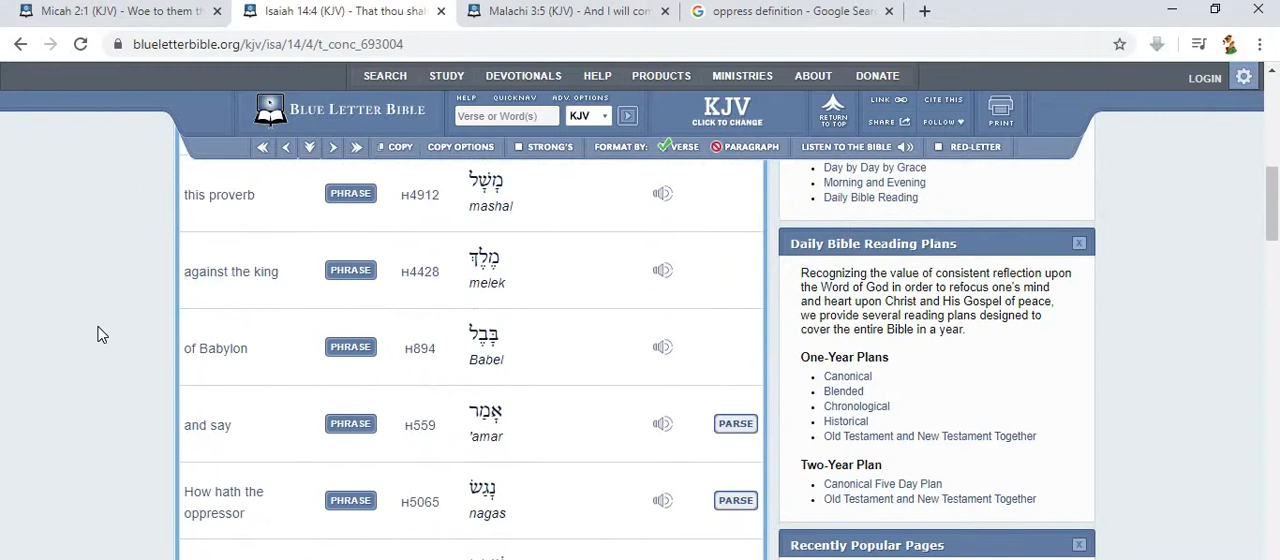 Micah 2:1 (KJV) - Woe to them th
Isaiah 14:4 (KJV) - That thou shal
Malachi 3:5 (KJV) - And I will com
oppress definition - Google Sear
blueletterbible.org/kjv/isa/14/4/t_conc_693004
SEARCH STUDY DEVOTIONALS HELP PRODUCTS MINISTRIES ABOUT DONATE
LOGIN
BLUE LETTER BIBLE
HELP QUICKNAV ADV. OPTIONS
Verse or Word(s) KJV
KJV
CLICK TO CHANGE
RETURN
TO TOP
LINK CITE THIS
SHARE FOLLOW
PRINT
COPY COPY OPTIONS STRONG'S FORMAT BY: VERSE PARAGRAPH LISTEN TO THE BIBLE RED-LETTER
this proverb PHRASE H4912 מָשָׁל
mashal
against the king PHRASE H4428 מֶלֶךְ
melek
of Babylon PHRASE H894 בָּבֶל
Babel
and say PHRASE H559 אָמַר PARSE
'amar
How hath the
oppressor PHRASE H5065 נָגַשׂ PARSE
nagas
Day by Day by Grace
Morning and Evening
Daily Bible Reading
Daily Bible Reading Plans X
Recognizing the value of consistent reflection upon
the Word of God in order to refocus one's mind
and heart upon Christ and His Gospel of peace,
we provide several reading plans designed to
cover the entire Bible in a year.
One-Year Plans
Canonical
Blended
Chronological
Historical
Old Testament and New Testament Together
Two-Year Plan
Canonical Five Day Plan
Old Testament and New Testament Together
Recently Popular Pages X